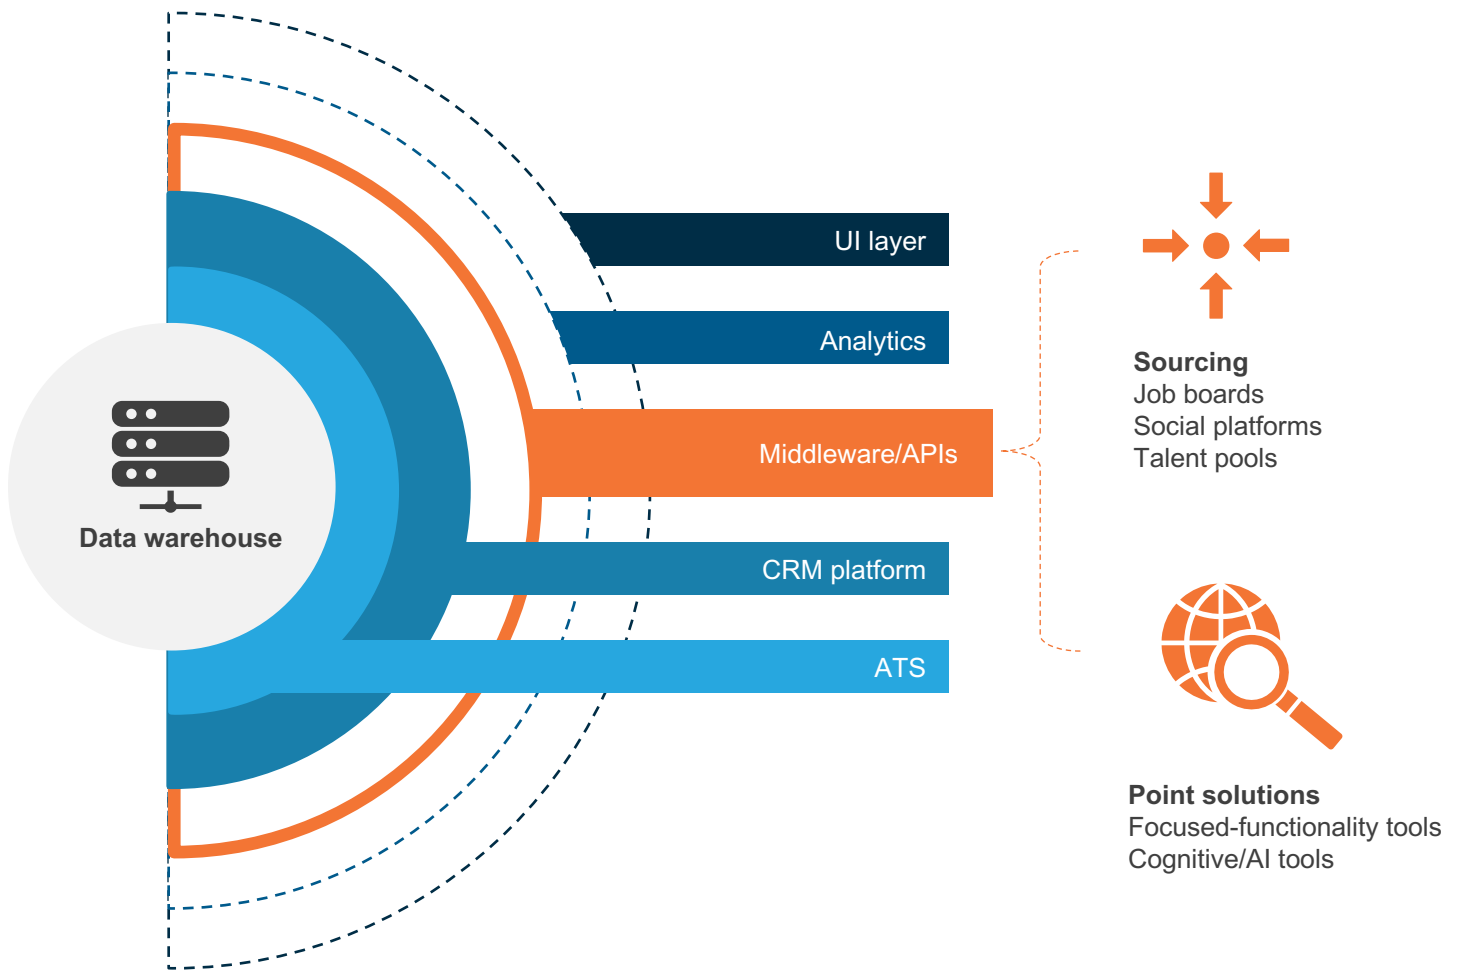 UI layer
Analytics
Middleware/APIs
CRM platform
ATS
Data warehouse
Sourcing
Job boards
Social platforms
Talent pools
Point solutions
Focused-functionality tools
Cognitive/AI tools